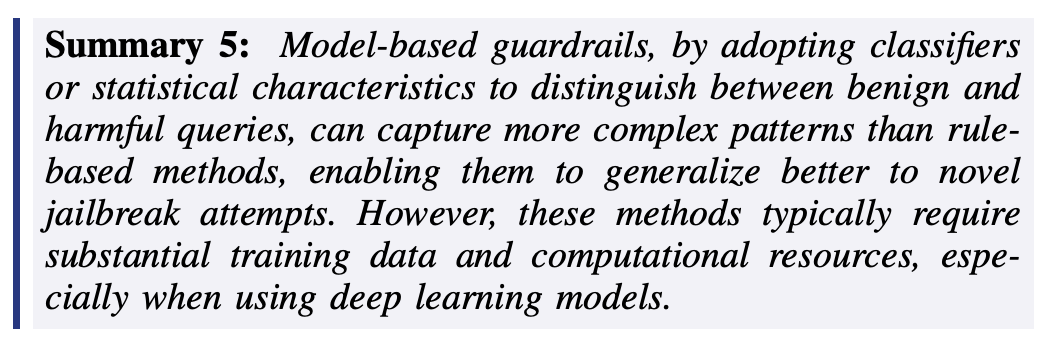 Summary 5: Model-based guardrails, by adopting classifiers
or statistical characteristics to distinguish between benign and
harmful queries, can capture more complex patterns than rule-
based methods, enabling them to generalize better to novel
jailbreak attempts. However, these methods typically require
substantial training data and computational resources, espe-
cially when using deep learning models.